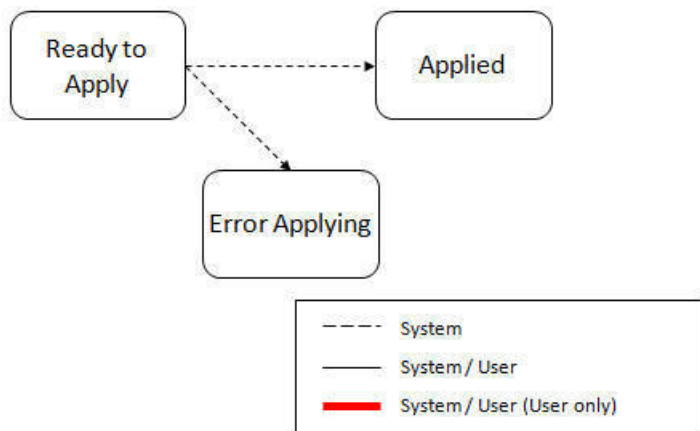 Ready to
Apply
Applied
Error Applying
System
System / User
System / User (User only)